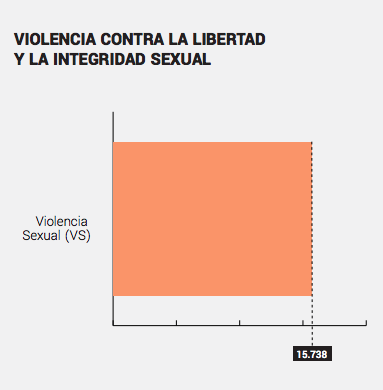 VIOLENCIA CONTRA LA LIBERTAD
Y LA INTEGRIDAD SEXUAL
Violencia
Sexual (VS)
15.738